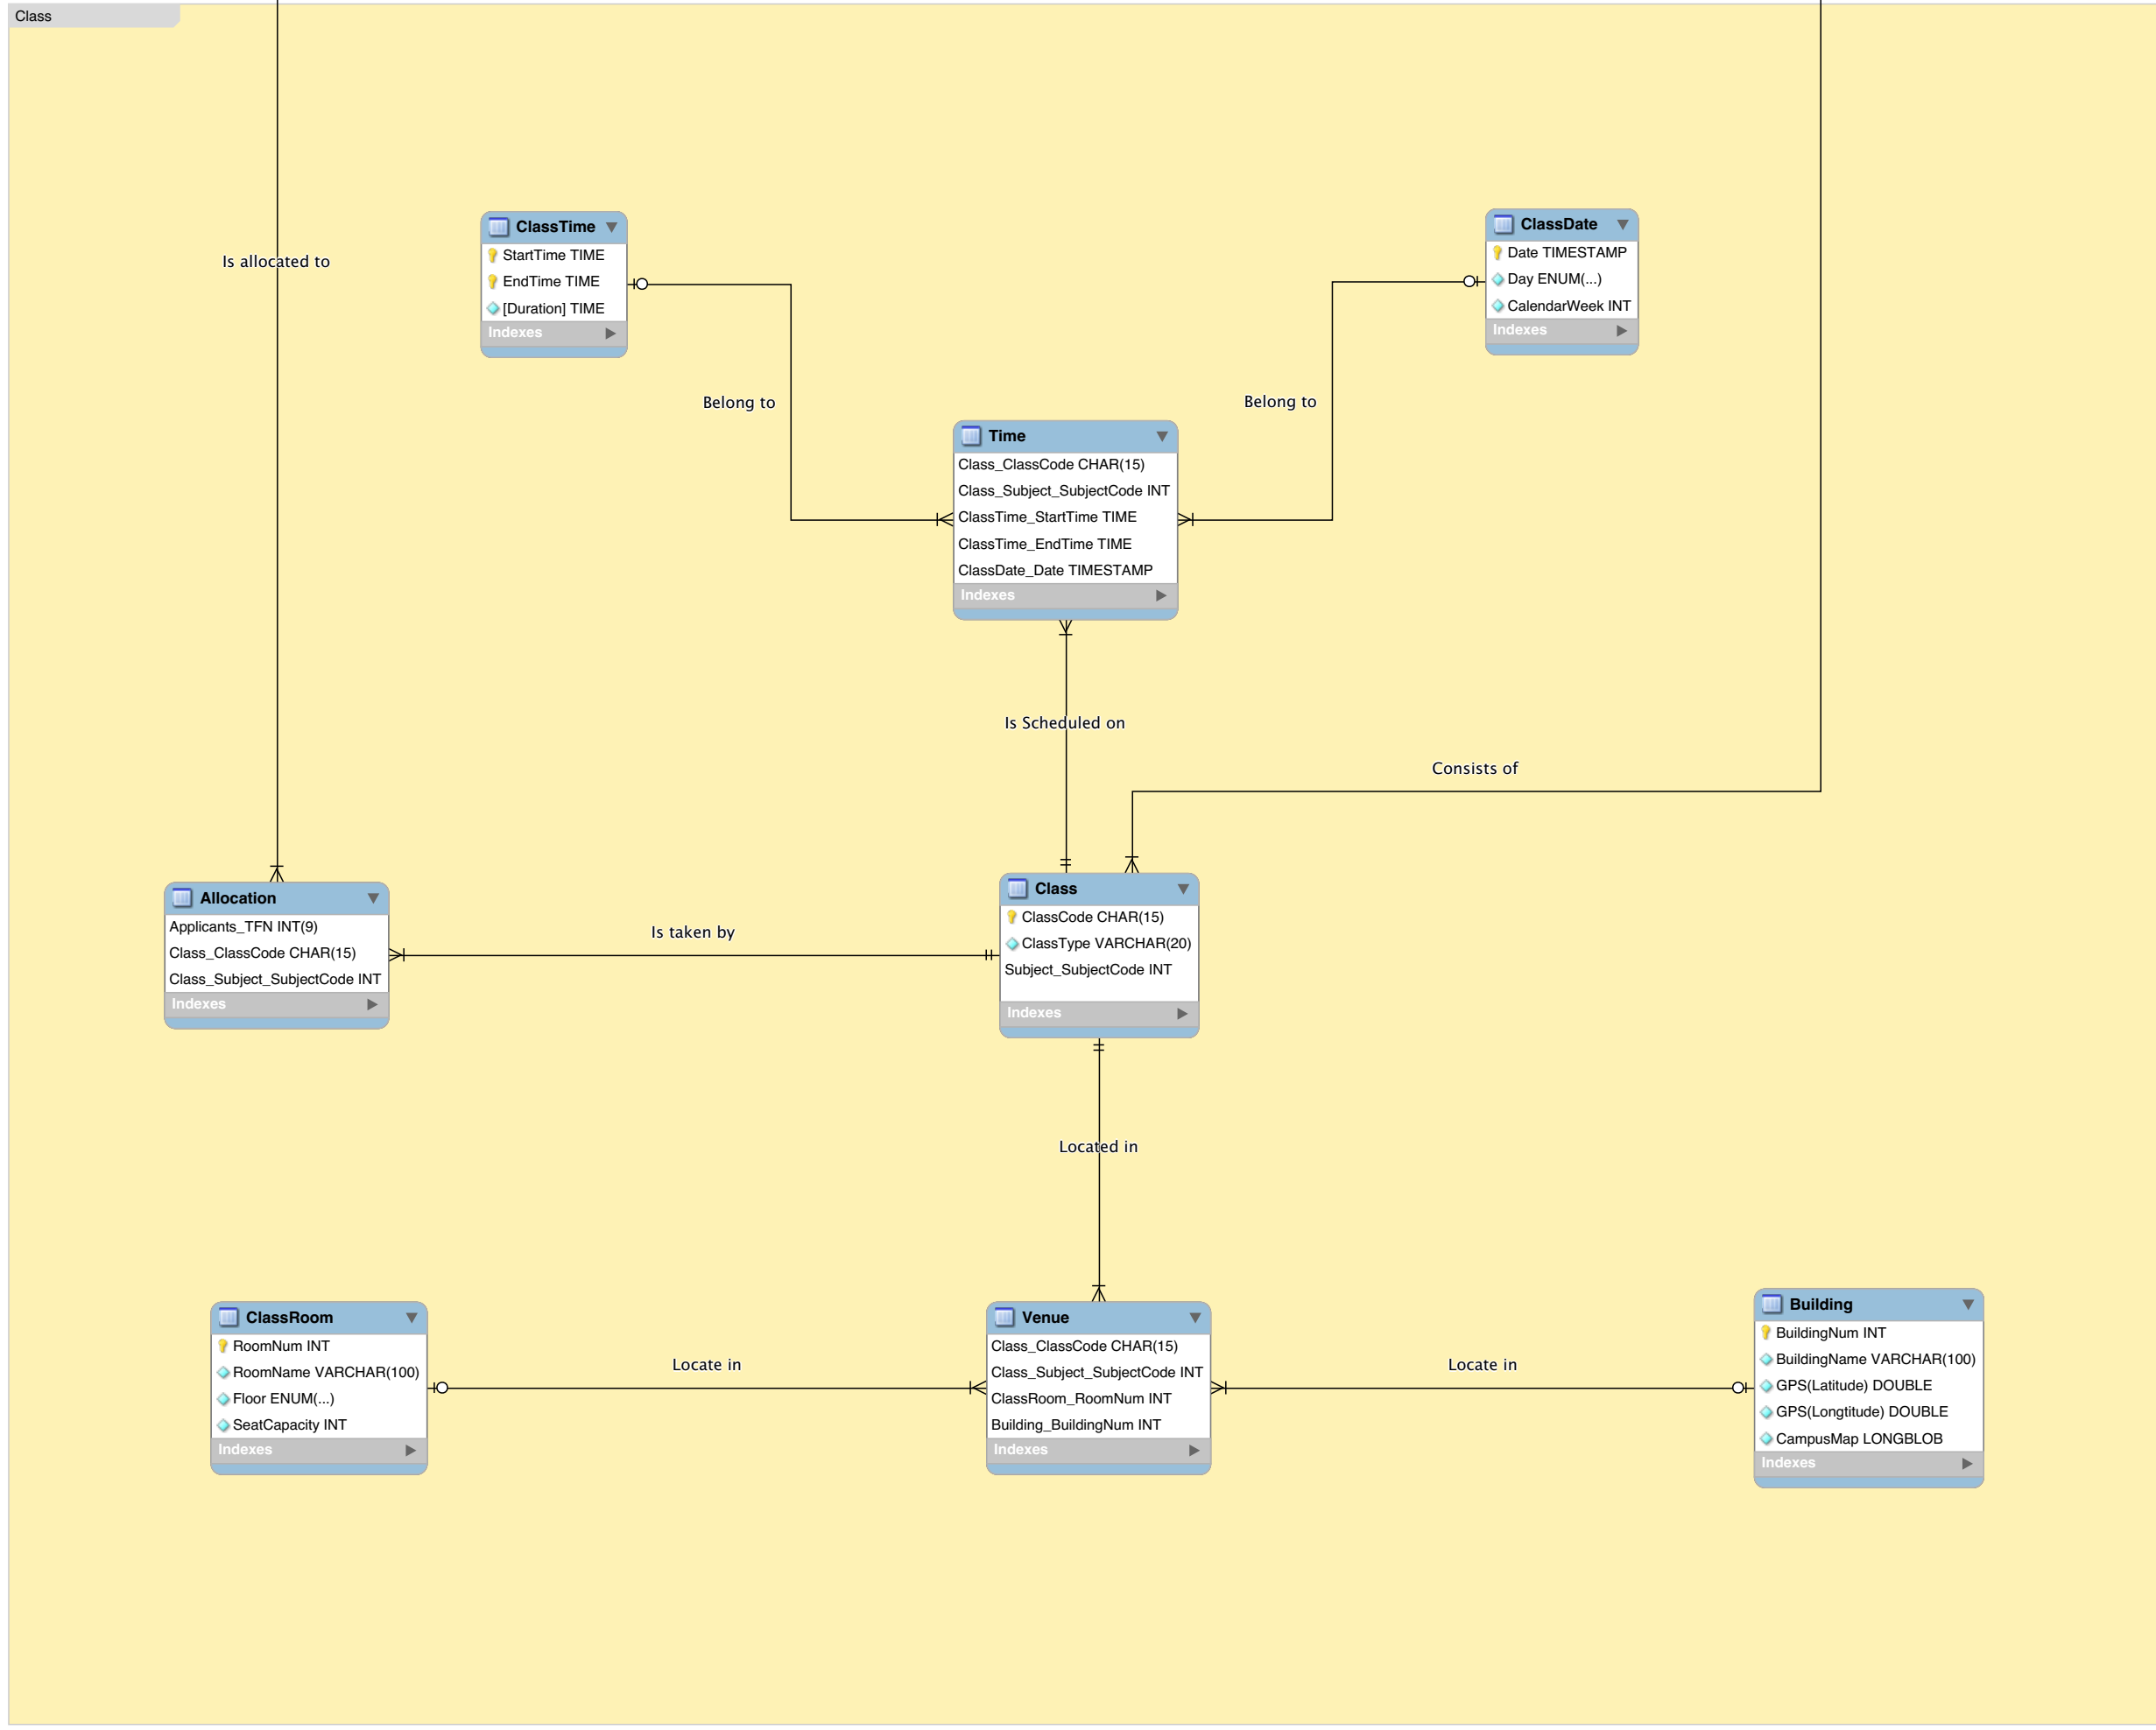 Class
Is allocated to
ClassTime
StartTime TIME
EndTime TIME
[Duration] TIME
Indexes
ClassDate
Date TIMESTAMP
Day ENUM(...)
CalendarWeek INT
Indexes
Belong to
Belong to
Time
Class_ClassCode CHAR(15)
Class_Subject_SubjectCode INT
ClassTime_StartTime TIME
ClassTime_EndTime TIME
ClassDate_Date TIMESTAMP
Indexes
Is Scheduled on
Consists of
Allocation
Applicants_TFN INT(9)
Class_ClassCode CHAR(15)
Class_Subject_SubjectCode INT
Indexes
Is taken by
Class
ClassCode CHAR(15)
ClassType VARCHAR(20)
Subject_SubjectCode INT
Indexes
Located in
ClassRoom
RoomNum INT
RoomName VARCHAR(100)
Floor ENUM(...)
SeatCapacity INT
Indexes
Locate in
Venue
Class_ClassCode CHAR(15)
Class_Subject_SubjectCode INT
ClassRoom_RoomNum INT
Building_BuildingNum INT
Indexes
Locate in
Building
BuildingNum INT
BuildingName VARCHAR(100)
GPS(Latitude) DOUBLE
GPS(Longtitude) DOUBLE
CampusMap LONGBLOB
Indexes